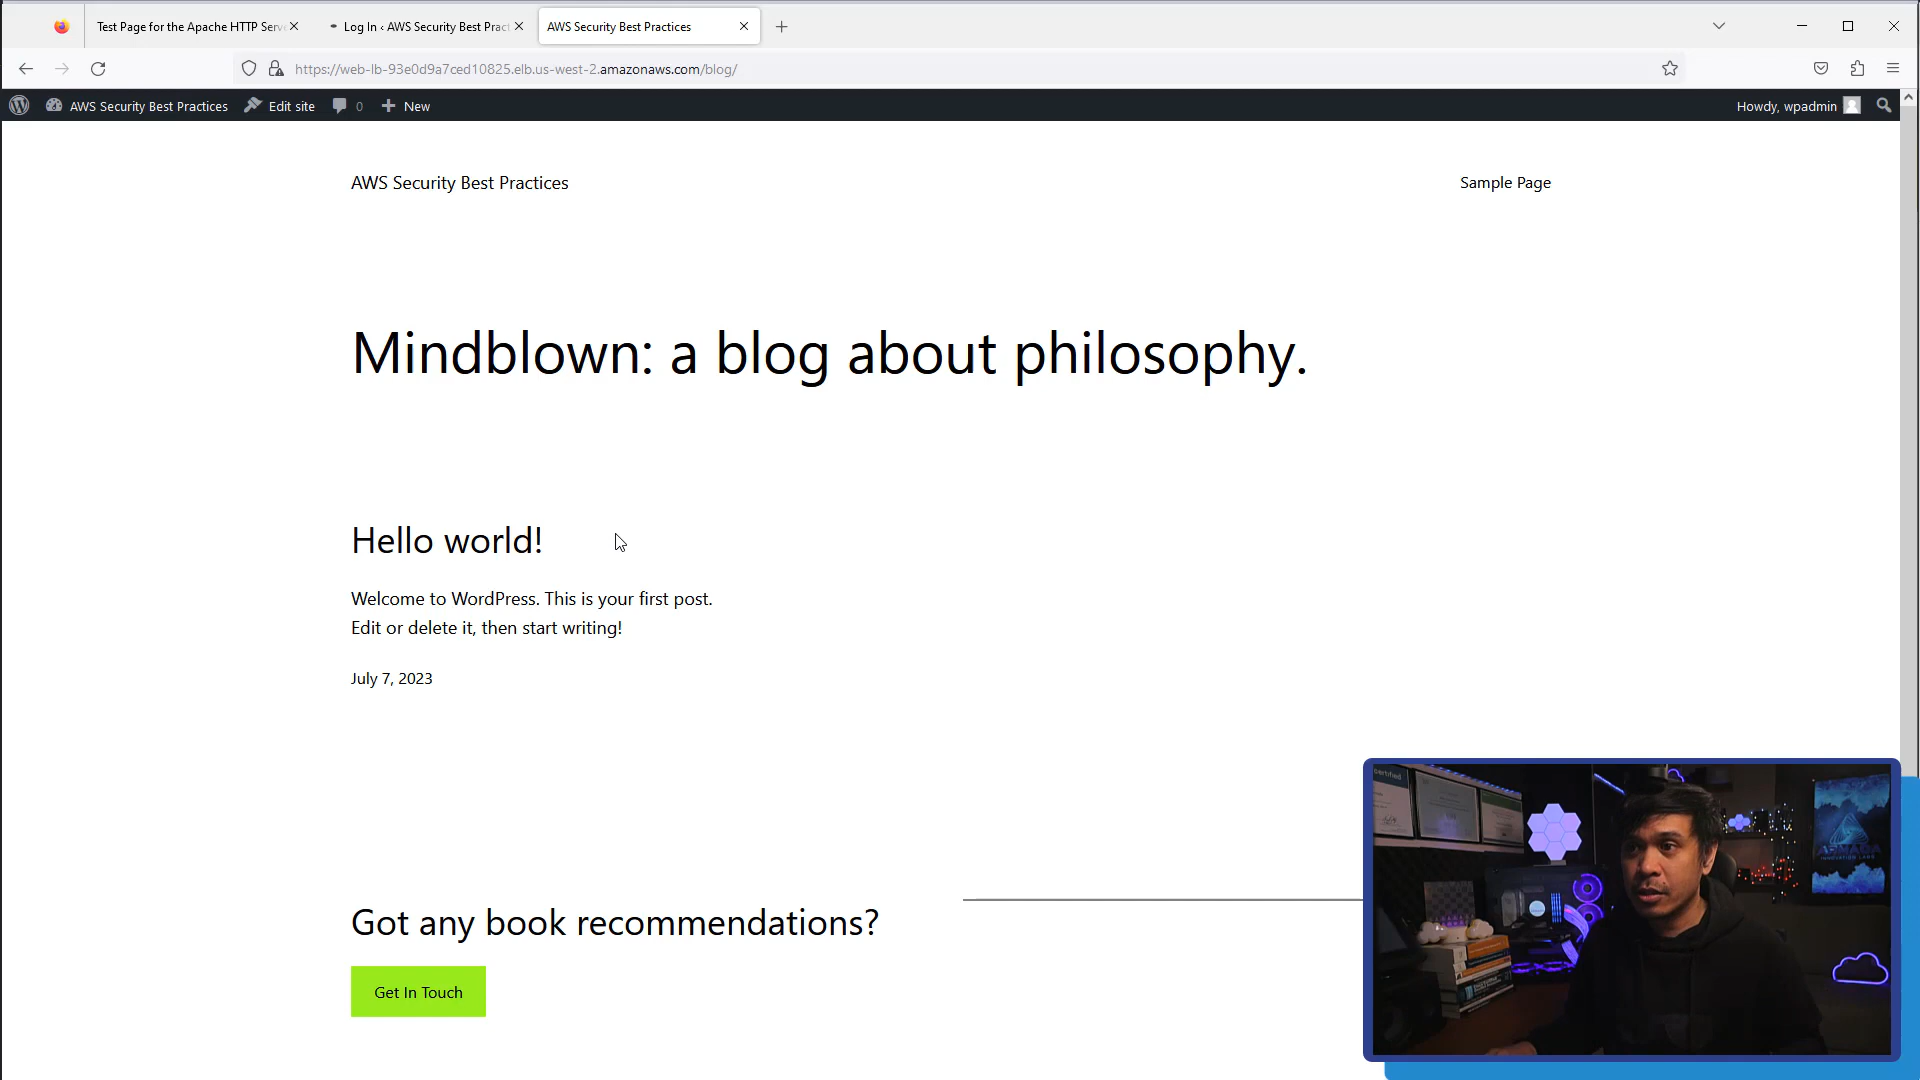 Test Page for the Apache HTTP Serv
Log In ‹ AWS Security Best Prac
AWS Security Best Practices
https://web-lb-93e0d9a7ced10825.elb.us-west-2.amazonaws.com/blog/
AWS Security Best Practices
Edit site
0
New
Howdy, wpadmin
AWS Security Best Practices
Sample Page
Mindblown: a blog about philosophy.
Hello world!
Welcome to WordPress. This is your first post.
Edit or delete it, then start writing!
July 7, 2023
Got any book recommendations?
Get In Touch
INNOVATION LABS